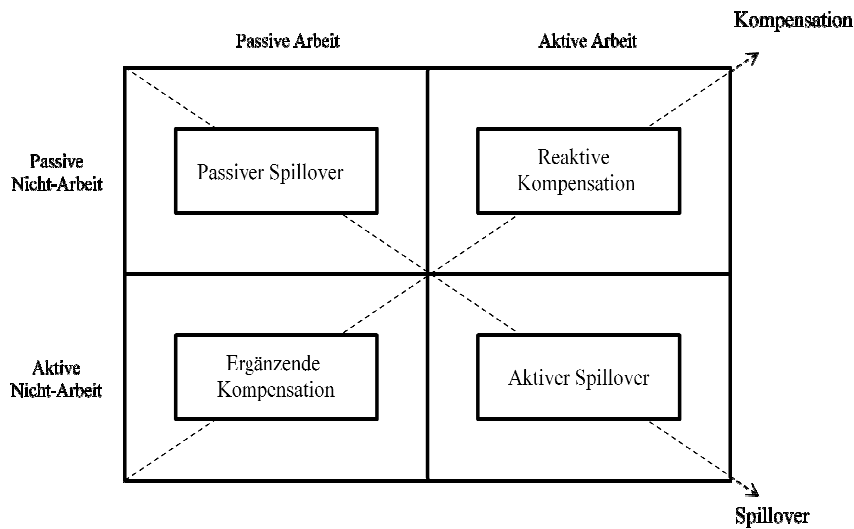 Kompensation
Passive Arbeit
Aktive Arbeit
Passive
Nicht-Arbeit
Passiver Spillover
Reaktive
Kompensation
Aktive
Nicht-Arbeit
Ergänzende
Kompensation
Aktiver Spillover
Spillover